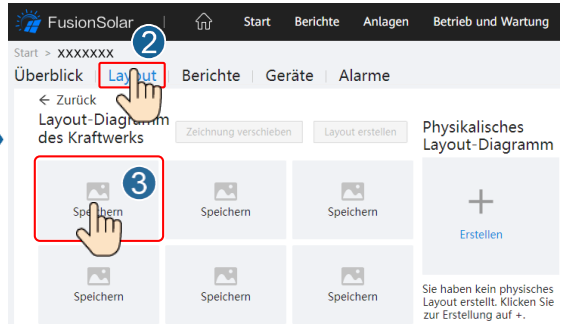 FusionSolar Start Berichte Anlagen Betrieb und Wartung
2
Start > XXXXXXX
Überblick Layout Berichte Geräte Alarme
← Zurück
Layout-Diagramm
des Kraftwerks
Zeichnung verschieben Layout erstellen
Physikalisches
Layout-Diagramm
3
Speichern Speichern Speichern
Erstellen
Speichern Speichern Speichern
Sie haben kein physisches
Layout erstellt. Klicken Sie
zur Erstellung auf +.